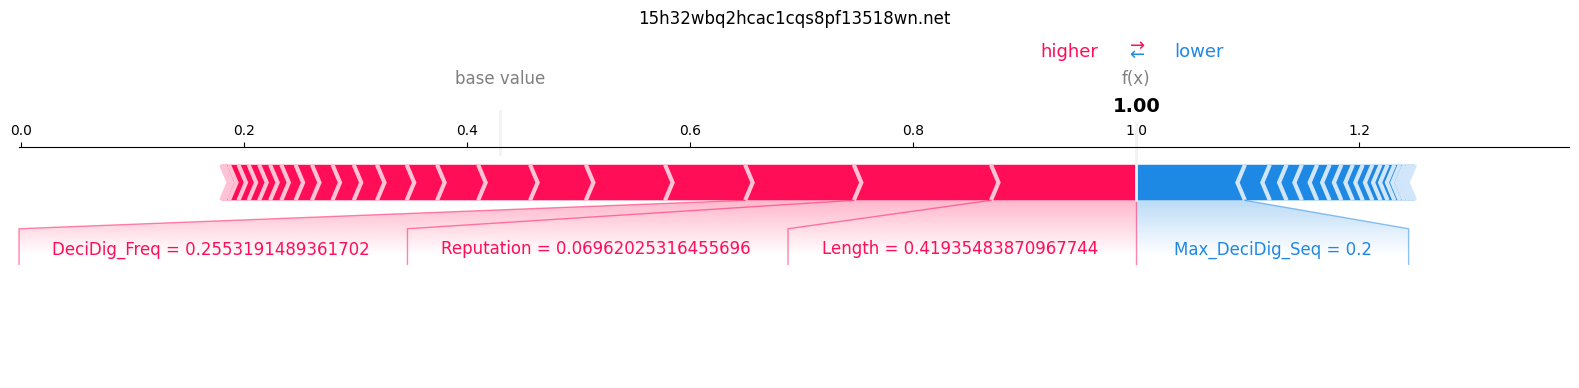 15h32wbq2hcac1cqs8pf13518wn.net
higher ⇄ lower
base value f(x)
1.00
0.0 0.2 0.4 0.6 0.8 1 0 1.2
DeciDig_Freq = 0.2553191489361702 Reputation = 0.06962025316455696 Length = 0.41935483870967744 Max_DeciDig_Seq = 0.2